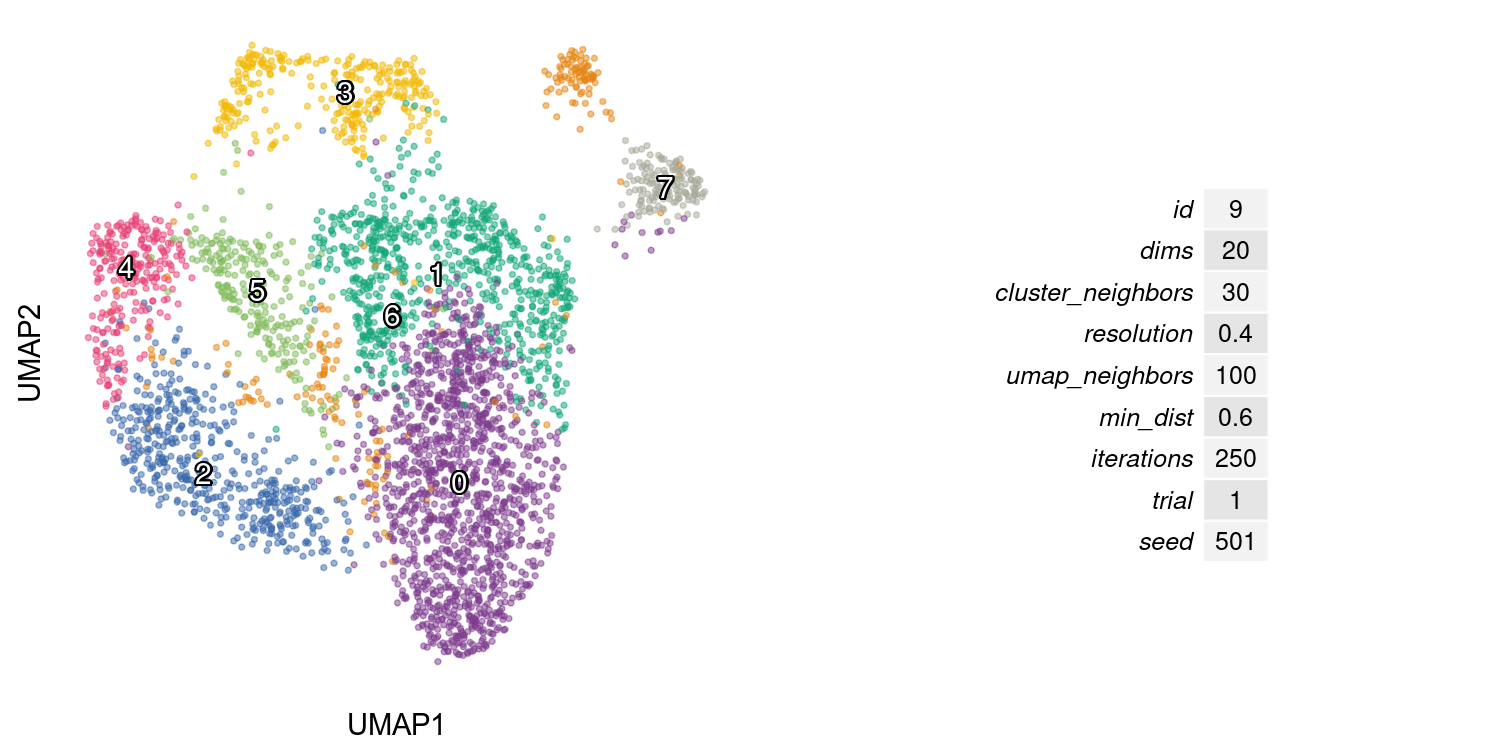 3
7
4
1
5
6
2
0
UMAP2
UMAP1
id 9
dims 20
cluster_neighbors 30
resolution 0.4
umap_neighbors 100
min_dist 0.6
iterations 250
trial 1
seed 501